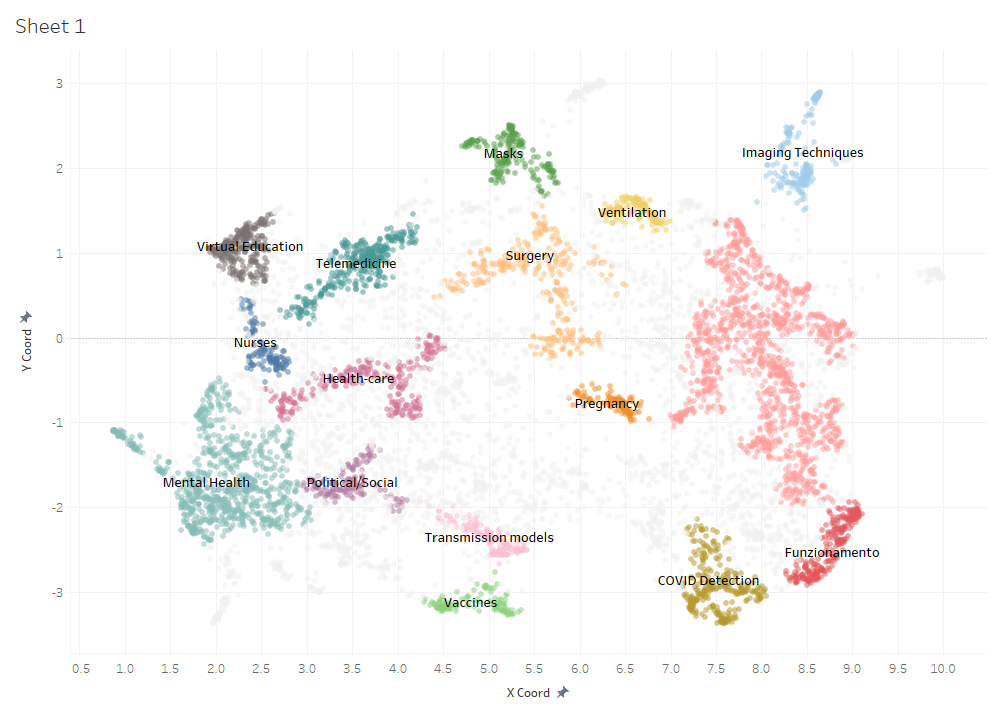 Sheet 1
3
2
1
0
-1
-2
-3
Y Coord
Masks
Imaging Techniques
Ventilation
Virtual Education
Surgery
Telemedicine
Nurses
Health-care
Pregnancy
Mental Health
Political/Social
Transmission models
Funzionamento
COVID Detection
Vaccines
0.5 1.0 1.5 2.0 2.5 3.0 3.5 4.0 4.5 5.0 5.5 6.0 6.5 7.0 7.5 8.0 8.5 9.0 9.5 10.0
X Coord